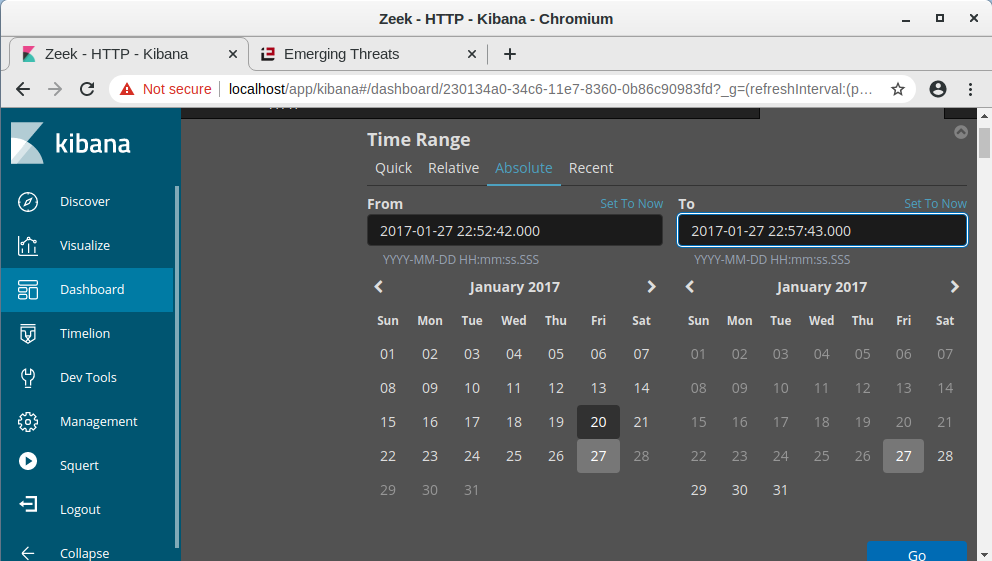 Zeek - HTTP - Kibana - Chromium
Zeek - HTTP - Kibana
Emerging Threats
Not secure
localhost/app/kibana#/dashboard/230134a0-34c6-11e7-8360-0b86c90983fd?_g=(refreshInterval:(p…
kibana
Discover
Visualize
Dashboard
Timelion
Dev Tools
Management
Squert
Logout
Collapse
Time Range
Quick Relative Absolute Recent
From Set To Now
2017-01-27 22:52:42.000
YYYY-MM-DD HH:mm:ss.SSS
January 2017
Sun Mon Tue Wed Thu Fri Sat
01 02 03 04 05 06 07
08 09 10 11 12 13 14
15 16 17 18 19 20 21
22 23 24 25 26 27 28
29 30 31
To Set To Now
2017-01-27 22:57:43.000
YYYY-MM-DD HH:mm:ss.SSS
January 2017
Sun Mon Tue Wed Thu Fri Sat
01 02 03 04 05 06 07
08 09 10 11 12 13 14
15 16 17 18 19 20 21
22 23 24 25 26 27 28
29 30 31
Go